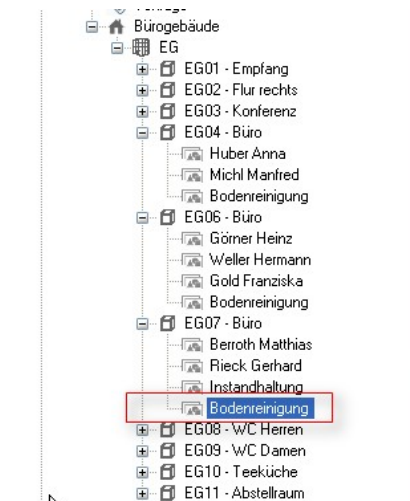 Bürogebäude
EG
EG01 - Empfang
EG02 - Flur rechts
EG03 - Konferenz
EG04 - Büro
Huber Anna
Michl Manfred
Bodenreinigung
EG06 - Büro
Görner Heinz
Weller Hermann
Gold Franziska
Bodenreinigung
EG07 - Büro
Berroth Matthias
Rieck Gerhard
Instandhaltung
Bodenreinigung
EG08 - WC Herren
EG09 - WC Damen
EG10 - Teeküche
EG11 - Abstellraum